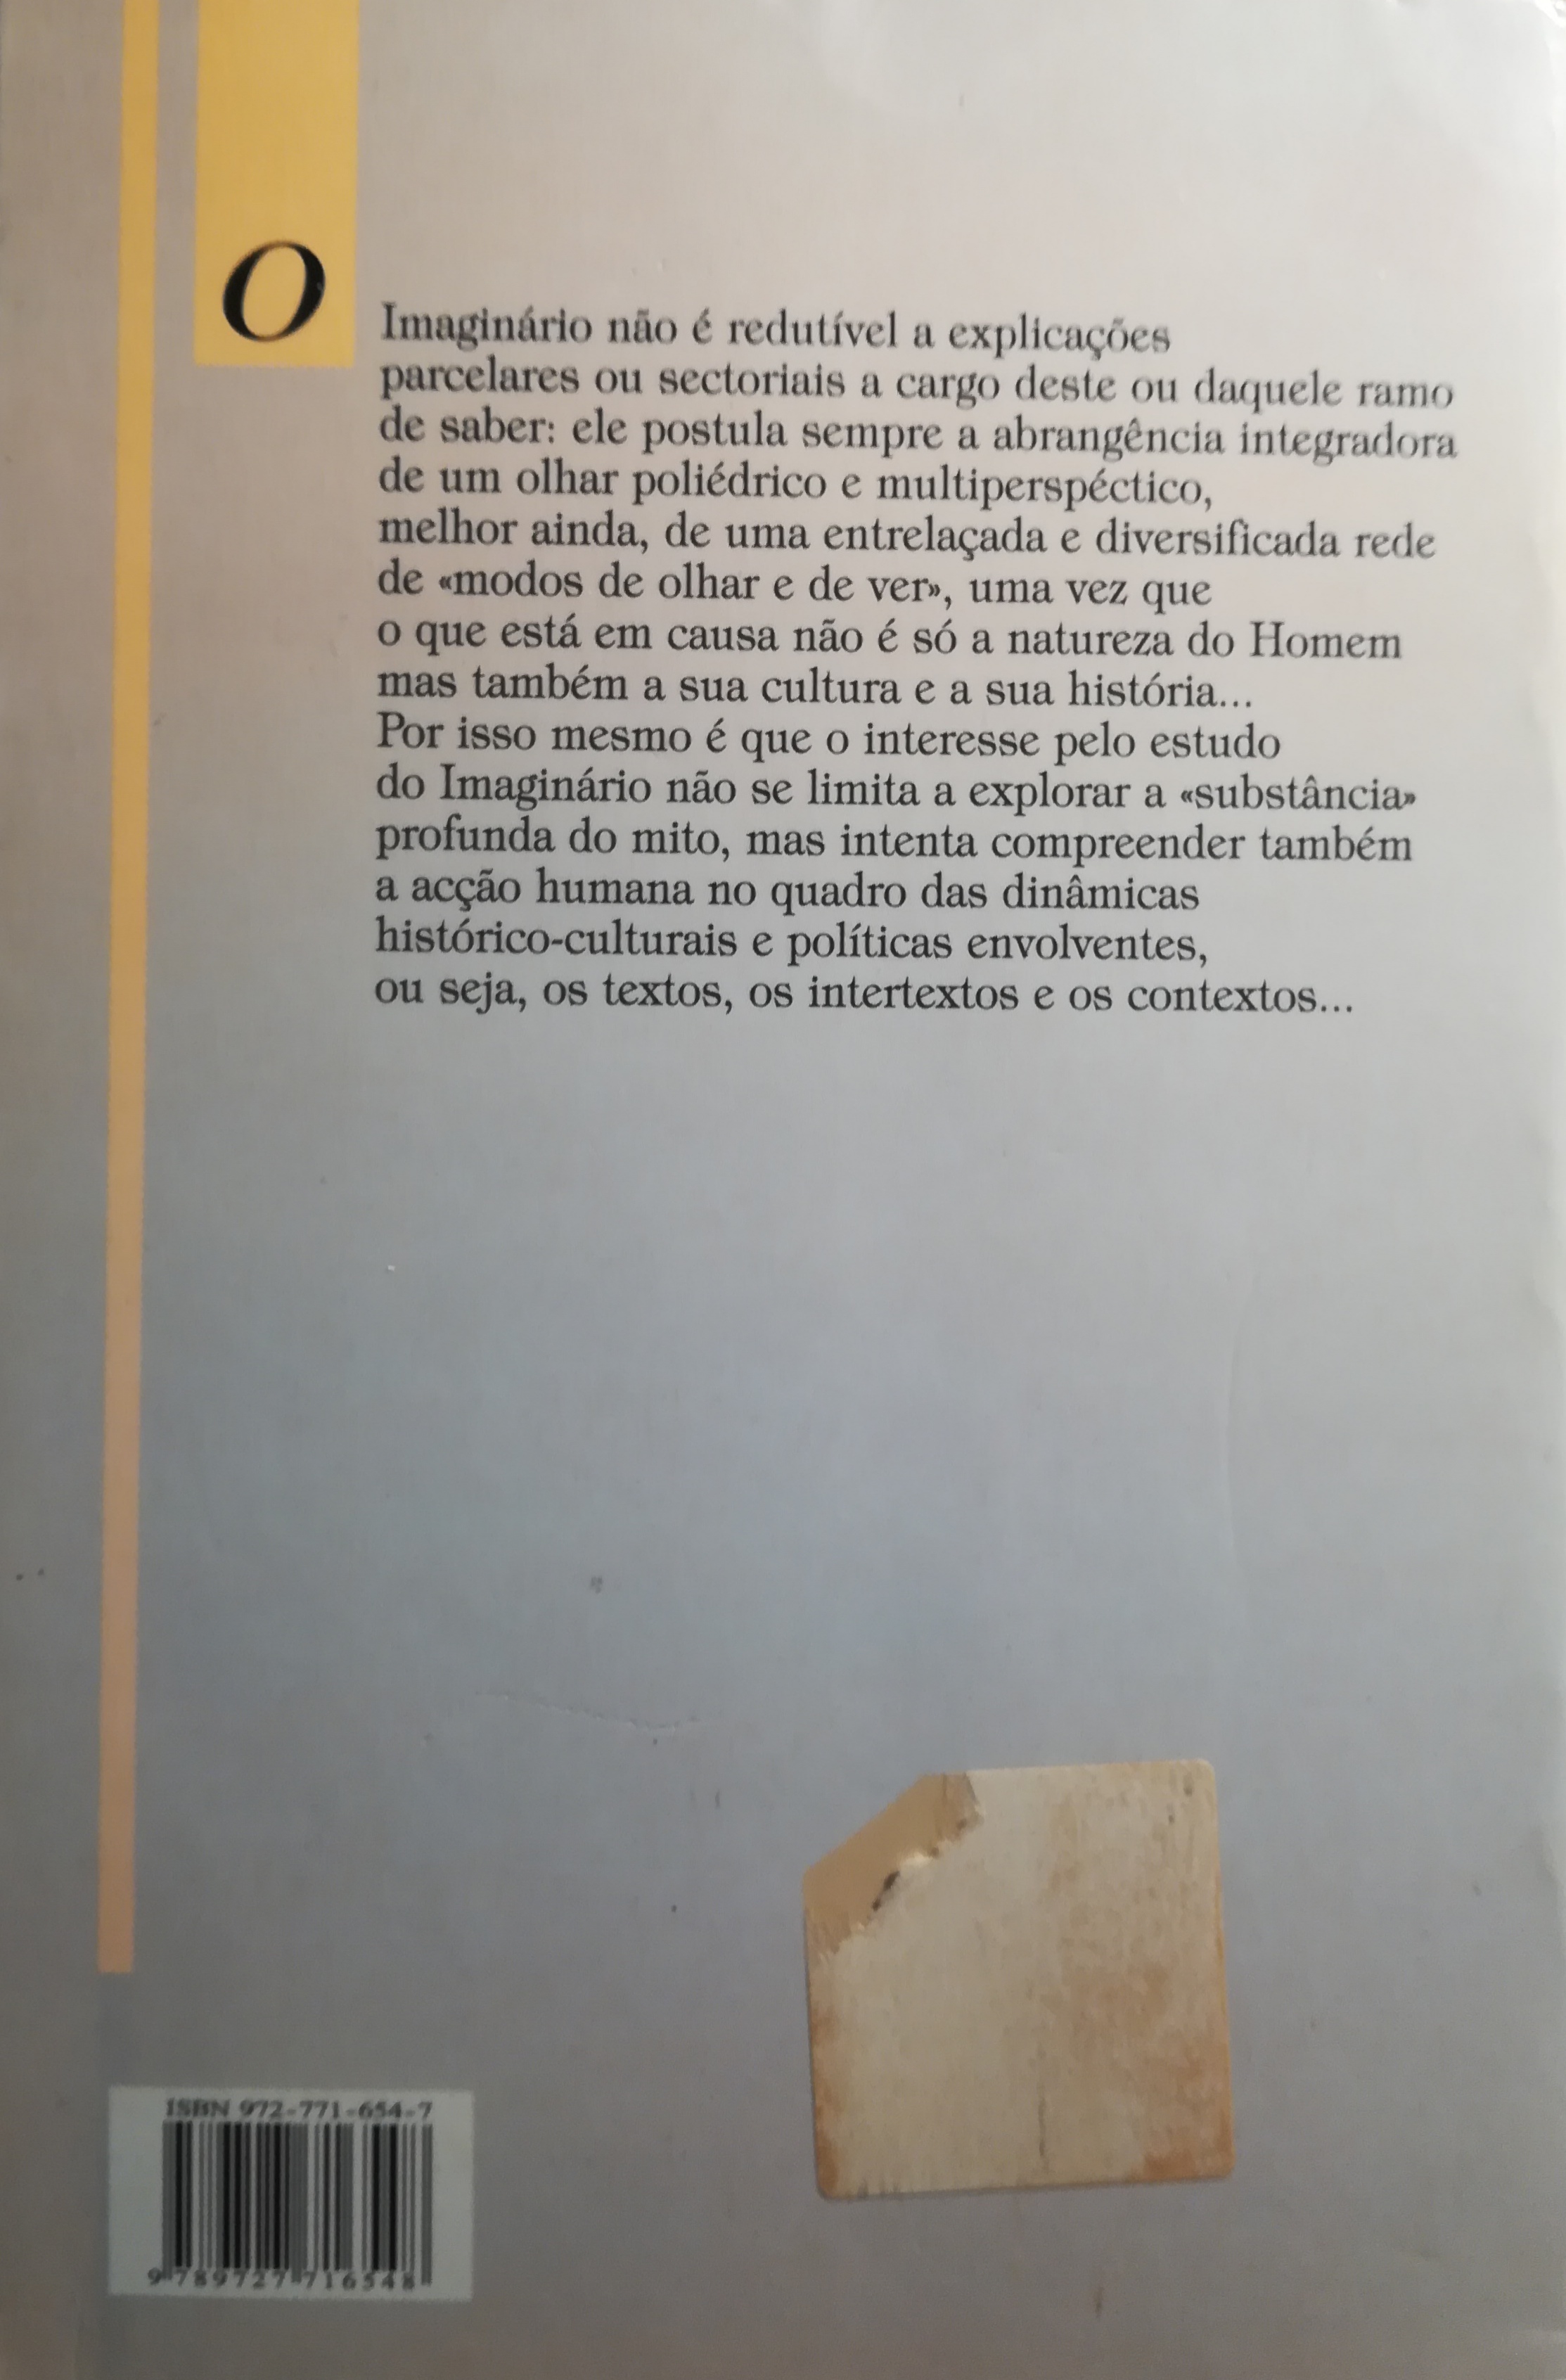 O Imaginário não é redutível a explicações
parcelares ou sectoriais a cargo deste ou daquele ramo
de saber: ele postula sempre a abrangência integradora
de um olhar poliédrico e multiperspéctico,
melhor ainda, de uma entrelaçada e diversificada rede
de «modos de olhar e de ver», uma vez que
o que está em causa não é só a natureza do Homem
mas também a sua cultura e a sua história...
Por isso mesmo é que o interesse pelo estudo
do Imaginário não se limita a explorar a «substância»
profunda do mito, mas intenta compreender também
a acção humana no quadro das dinâmicas
histórico-culturais e políticas envolventes,
ou seja, os textos, os intertextos e os contextos...
ISBN 972-771-654-7
9 789727 716548